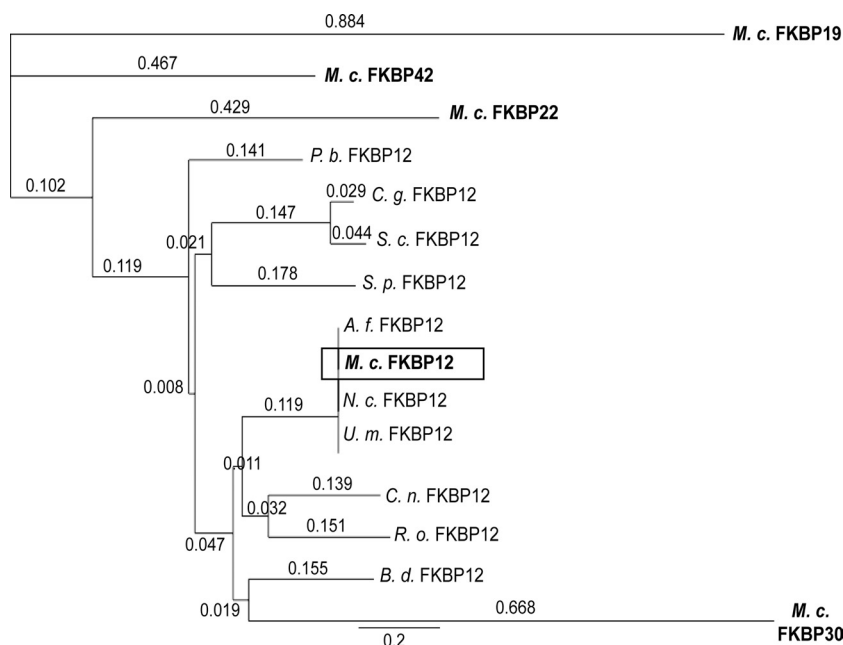 0.884
M. c. FKBP19
0.467
M. c. FKBP42
0.429
M. c. FKBP22
0.141
P. b. FKBP12
0.102
0.029
C. g. FKBP12
0.147
0.044
S. c. FKBP12
0.021
0.119
0.178
S. p. FKBP12
A. f. FKBP12
M. c. FKBP12
0.008
N. c. FKBP12
0.119
U. m. FKBP12
0.011
0.139
C. n. FKBP12
0.032
0.151
R. o. FKBP12
0.047
0.155
B. d. FKBP12
0.019
0.668
M. c.
FKBP30
0.2